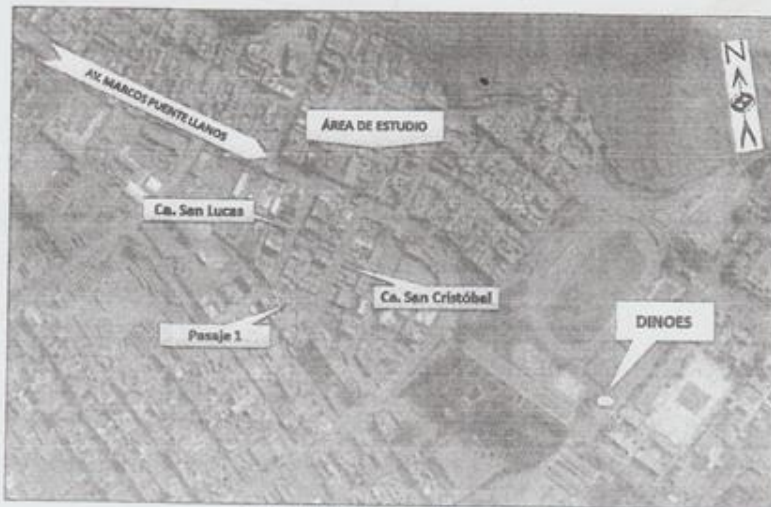 AV. MARCOS PUENTE LLANOS
N
ÁREA DE ESTUDIO
Ca. San Lucas
Ca. San Cristóbal
Pasaje 1
DINOES